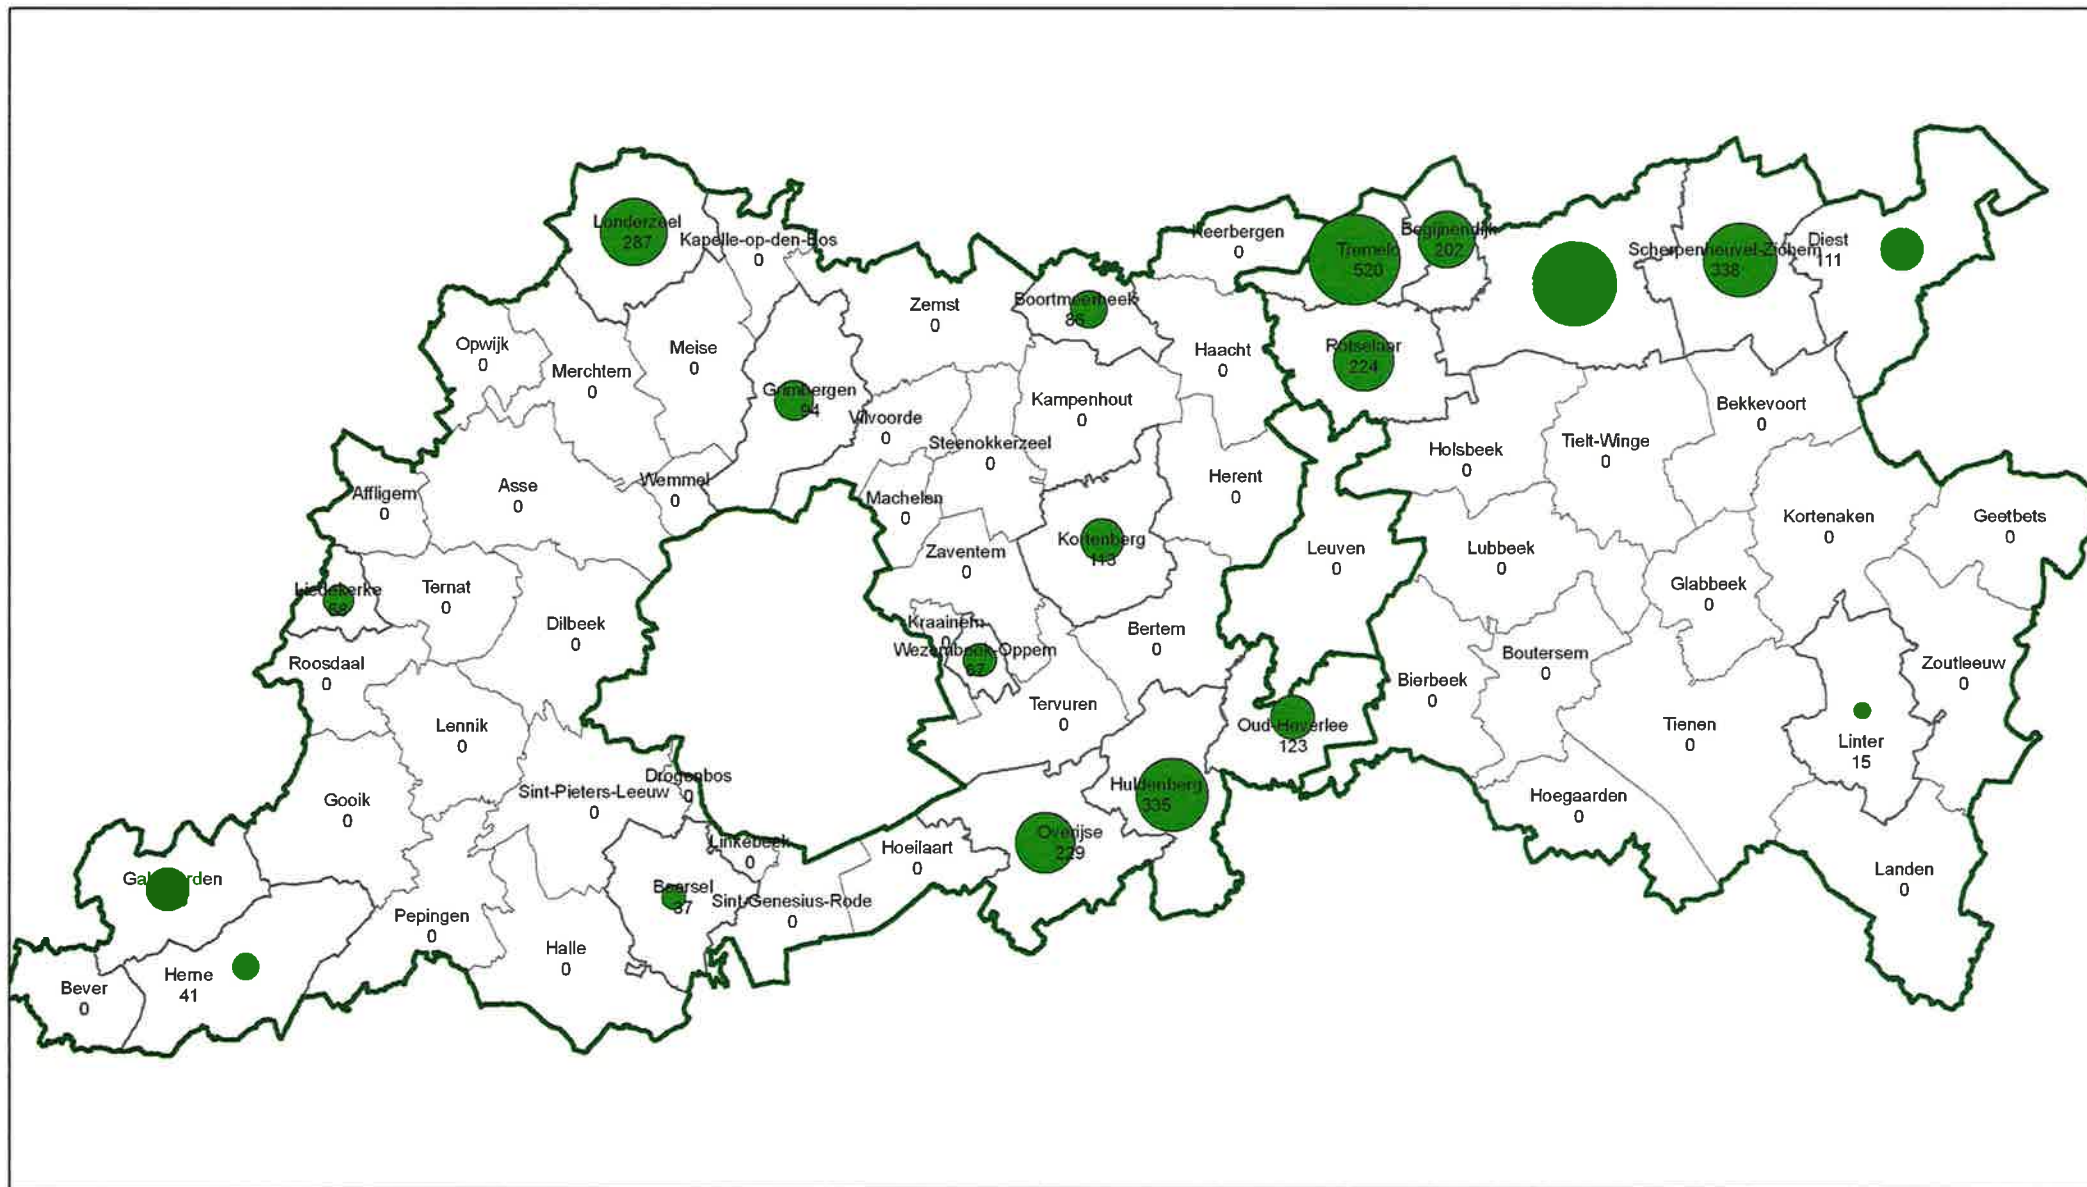 Londerzeel
287
Kapelle-op-den-Bos
0
Keerbergen
0
Tremelo
520
Begijnendijk
202
Scherpenheuvel-Zichem
338
Diest
111
Zemst
0
Boortmeerbeek
86
Opwijk
0
Merchtem
0
Meise
0
Haacht
0
Rotselaar
224
Grimbergen
94
Vilvoorde
0
Kampenhout
0
Bekkevoort
0
Steenokkerzeel
0
Holsbeek
0
Tielt-Winge
0
Affligem
0
Asse
0
Wemmel
0
Machelen
0
Herent
0
Kortenaken
0
Geetbets
0
Zaventem
0
Kortenberg
113
Leuven
0
Lubbeek
0
Glabbeek
0
Liedekerke
58
Ternat
0
Dilbeek
0
Kraainem
0
Wezembeek-Oppem
67
Bertem
0
Boutersem
0
Zoutleeuw
0
Roosdaal
0
Bierbeek
0
Lennik
0
Tervuren
0
Oud-Heverlee
123
Tienen
0
Linter
15
Gooik
0
Sint-Pieters-Leeuw
0
Drogenbos
0
Huldenberg
335
Hoegaarden
0
Overijse
229
Linkebeek
0
Hoeilaart
0
Landen
0
Beersel
37
Sint-Genesius-Rode
0
Pepingen
0
Halle
0
Herne
41
Bever
0